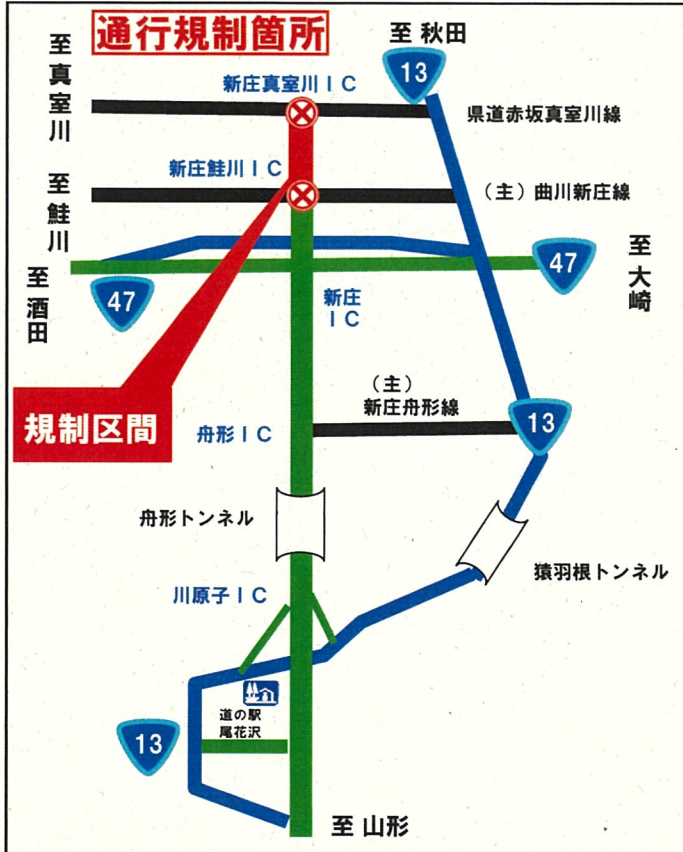 通行規制箇所
至 秋田
至真室川
13
新庄真室川ＩＣ
県道赤坂真室川線
新庄鮭川ＩＣ
至鮭川
（主）曲川新庄線
至大崎
47
至酒田
47
新庄
ＩＣ
（主）
新庄舟形線
規制区間
舟形ＩＣ
13
舟形トンネル
猿羽根トンネル
川原子ＩＣ
道の駅
尾花沢
13
至 山形